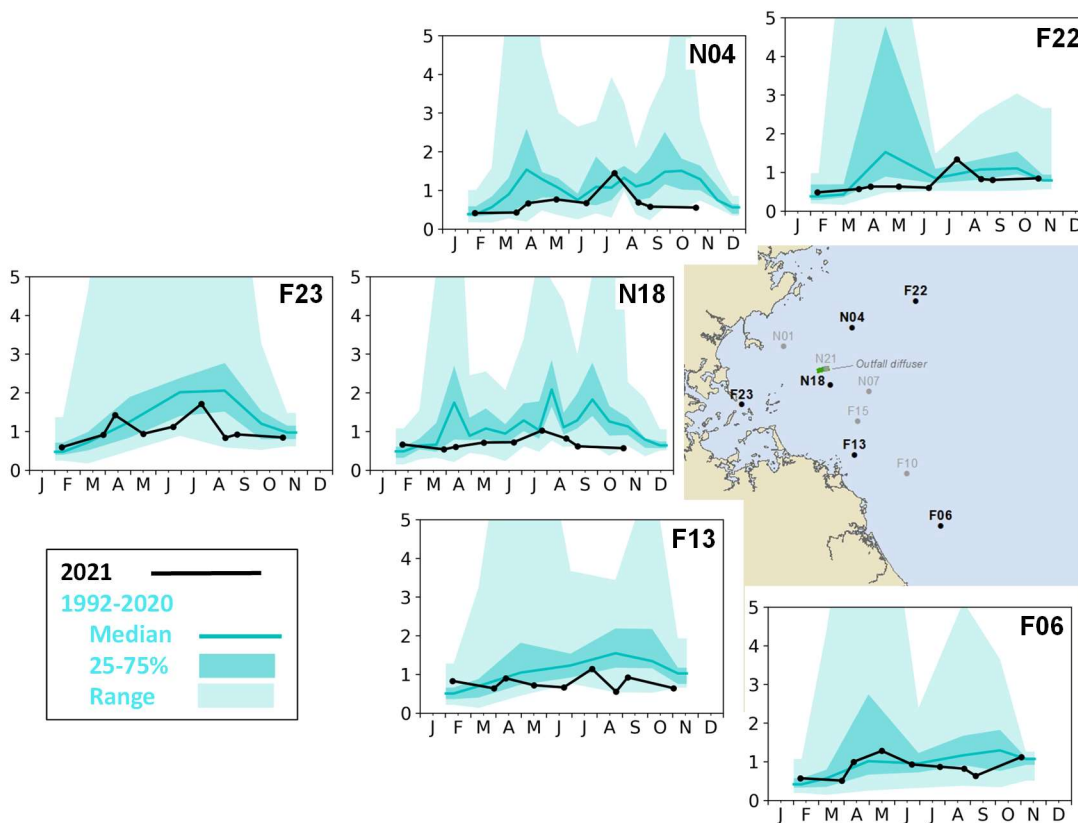 N04
5
4
3
2
1
0
J F M A M J J A S O N D
F22
5
4
3
2
1
0
J F M A M J J A S O N D
F23
5
4
3
2
1
0
J F M A M J J A S O N D
N18
5
4
3
2
1
0
J F M A M J J A S O N D
F22
N04
N01
N21
Outfall diffuser
N18
N07
F23
F15
F13
F10
F06
F13
5
4
3
2
1
0
J F M A M J J A S O N D
2021
1992-2020
Median
25-75%
Range
F06
5
4
3
2
1
0
J F M A M J J A S O N D